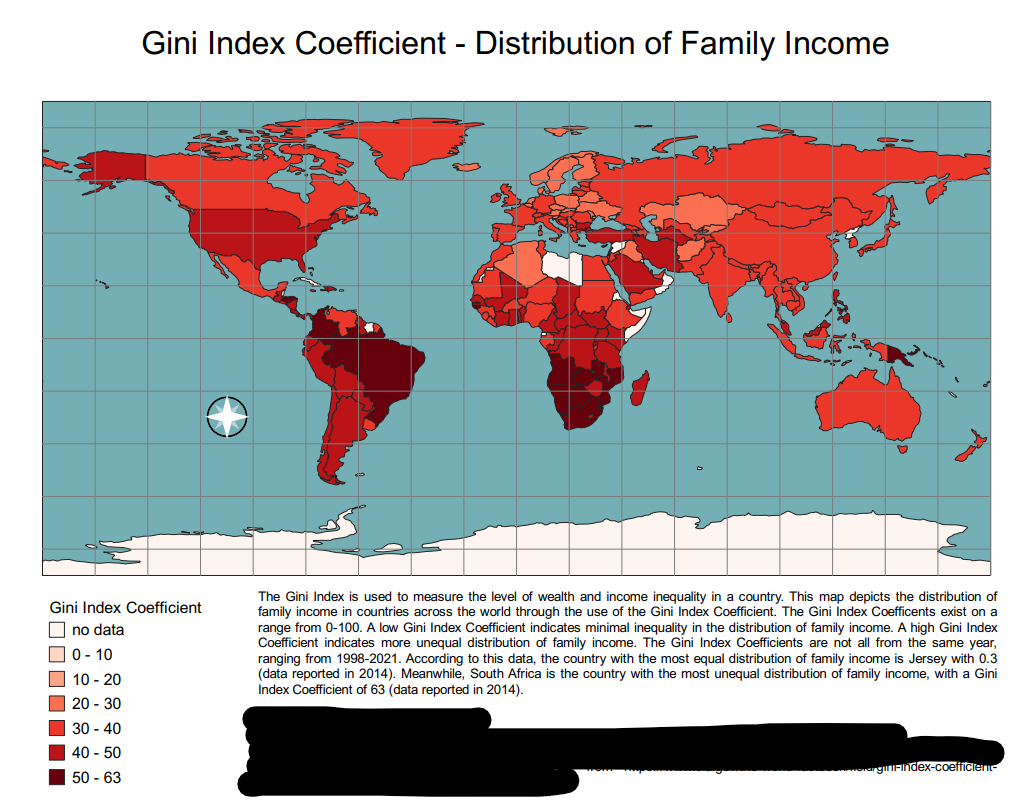 Gini Index Coefficient - Distribution of Family Income
Gini Index Coefficient
no data
0 - 10
10 - 20
20 - 30
30 - 40
40 - 50
50 - 63
The Gini Index is used to measure the level of wealth and income inequality in a country. This map depicts the distribution of
family income in countries across the world through the use of the Gini Index Coefficient. The Gini Index Coefficents exist on a
range from 0-100. A low Gini Index Coefficient indicates minimal inequality in the distribution of family income. A high Gini Index
Coefficient indicates more unequal distribution of family income. The Gini Index Coefficients are not all from the same year,
ranging from 1998-2021. According to this data, the country with the most equal distribution of family income is Jersey with 0.3
(data reported in 2014). Meanwhile, South Africa is the country with the most unequal distribution of family income, with a Gini
Index Coefficient of 63 (data reported in 2014).
from